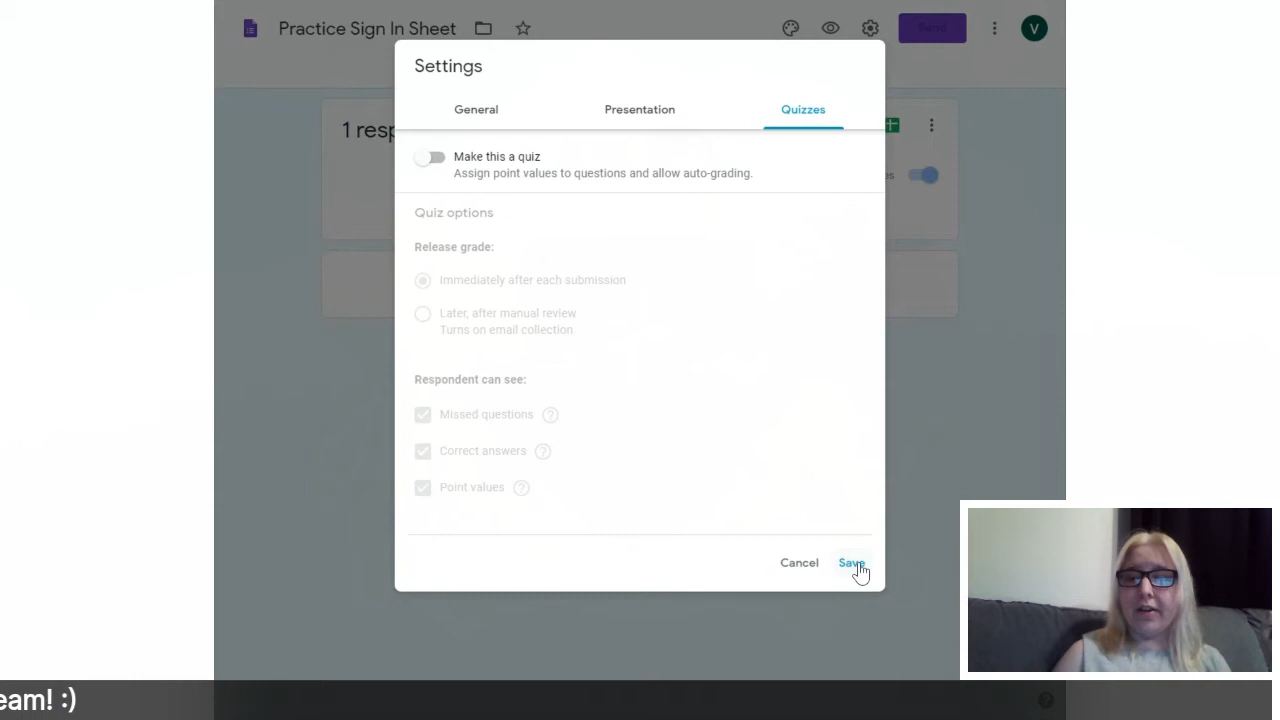 Practice Sign In Sheet
Send
V
Settings
General
Presentation
Quizzes
1 resp
es
Make this a quiz
Assign point values to questions and allow auto-grading.
Quiz options
Release grade:
Immediately after each submission
Later, after manual review
Turns on email collection
Respondent can see:
Missed questions
Correct answers
Point values
Cancel
Save
eam! :)